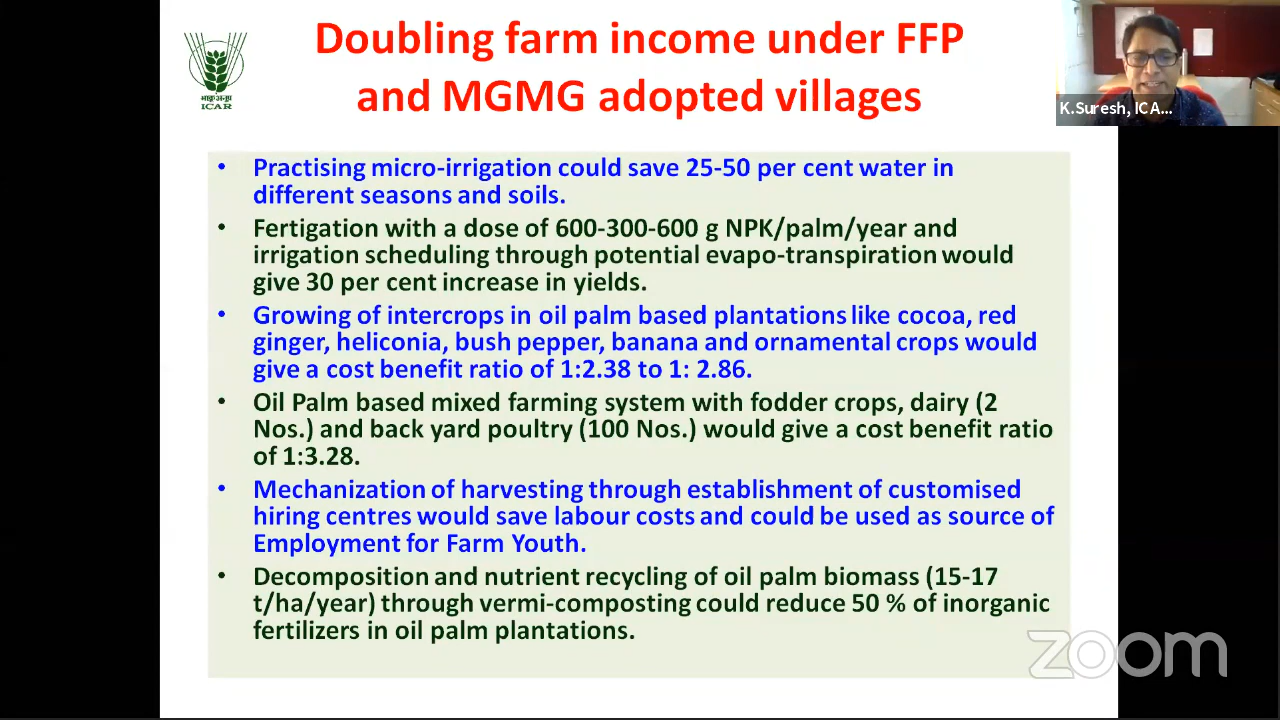 Doubling farm income under FFP
and MGMG adopted villages
भाकृअनुप
ICAR
K.Suresh, ICA...
• Practising micro-irrigation could save 25-50 per cent water in
different seasons and soils.
• Fertigation with a dose of 600-300-600 g NPK/palm/year and
irrigation scheduling through potential evapo-transpiration would
give 30 per cent increase in yields.
• Growing of intercrops in oil palm based plantations like cocoa, red
ginger, heliconia, bush pepper, banana and ornamental crops would
give a cost benefit ratio of 1:2.38 to 1: 2.86.
• Oil Palm based mixed farming system with fodder crops, dairy (2
Nos.) and back yard poultry (100 Nos.) would give a cost benefit ratio
of 1:3.28.
• Mechanization of harvesting through establishment of customised
hiring centres would save labour costs and could be used as source of
Employment for Farm Youth.
• Decomposition and nutrient recycling of oil palm biomass (15-17
t/ha/year) through vermi-composting could reduce 50 % of inorganic
fertilizers in oil palm plantations.
zoom